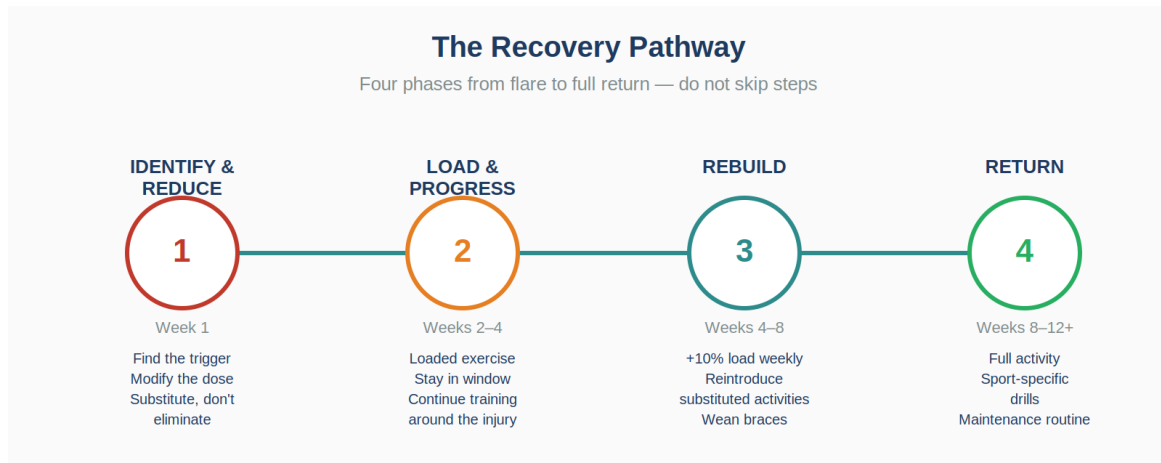 The Recovery Pathway
Four phases from flare to full return — do not skip steps
IDENTIFY &
REDUCE
1
Week 1
Find the trigger
Modify the dose
Substitute, don't
eliminate
LOAD &
PROGRESS
2
Weeks 2–4
Loaded exercise
Stay in window
Continue training
around the injury
REBUILD
3
Weeks 4–8
+10% load weekly
Reintroduce
substituted activities
Wean braces
RETURN
4
Weeks 8–12+
Full activity
Sport-specific
drills
Maintenance routine